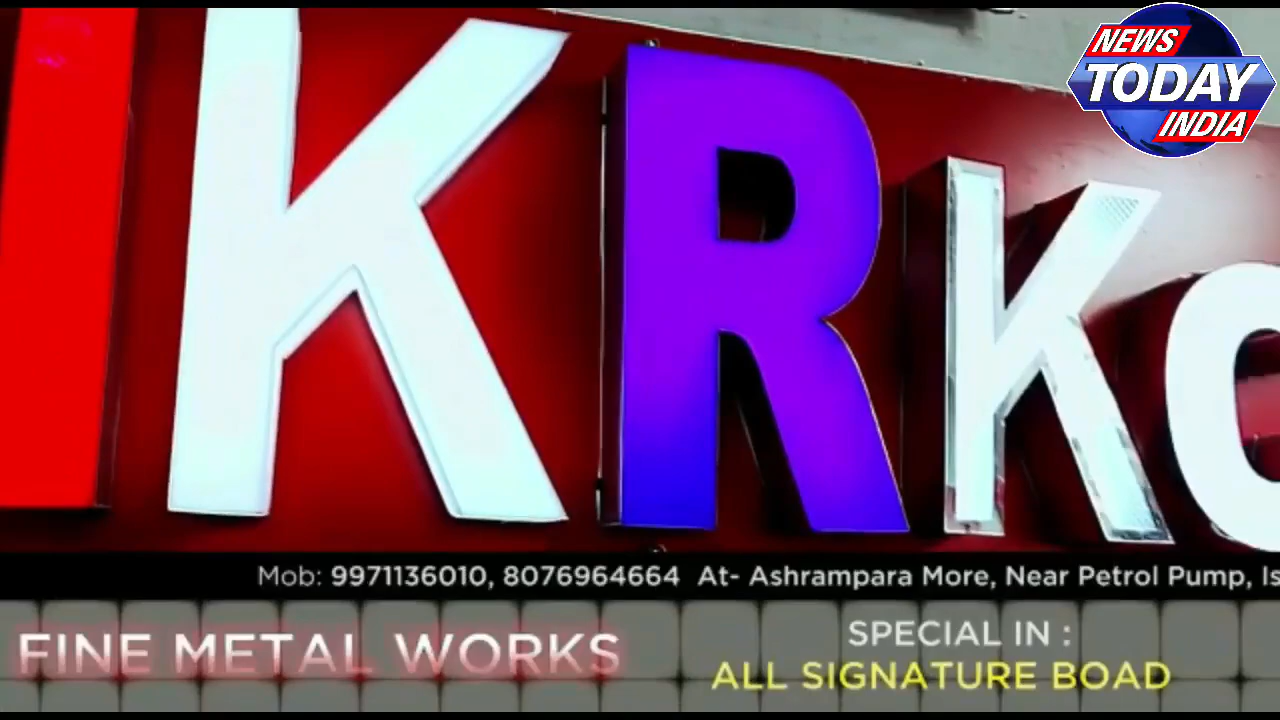 NEWS
TODAY
INDIA
K R K
Mob: 9971136010, 8076964664 At- Ashrampara More, Near Petrol Pump,
FINE METAL WORKS
SPECIAL IN :
ALL SIGNATURE BOAD